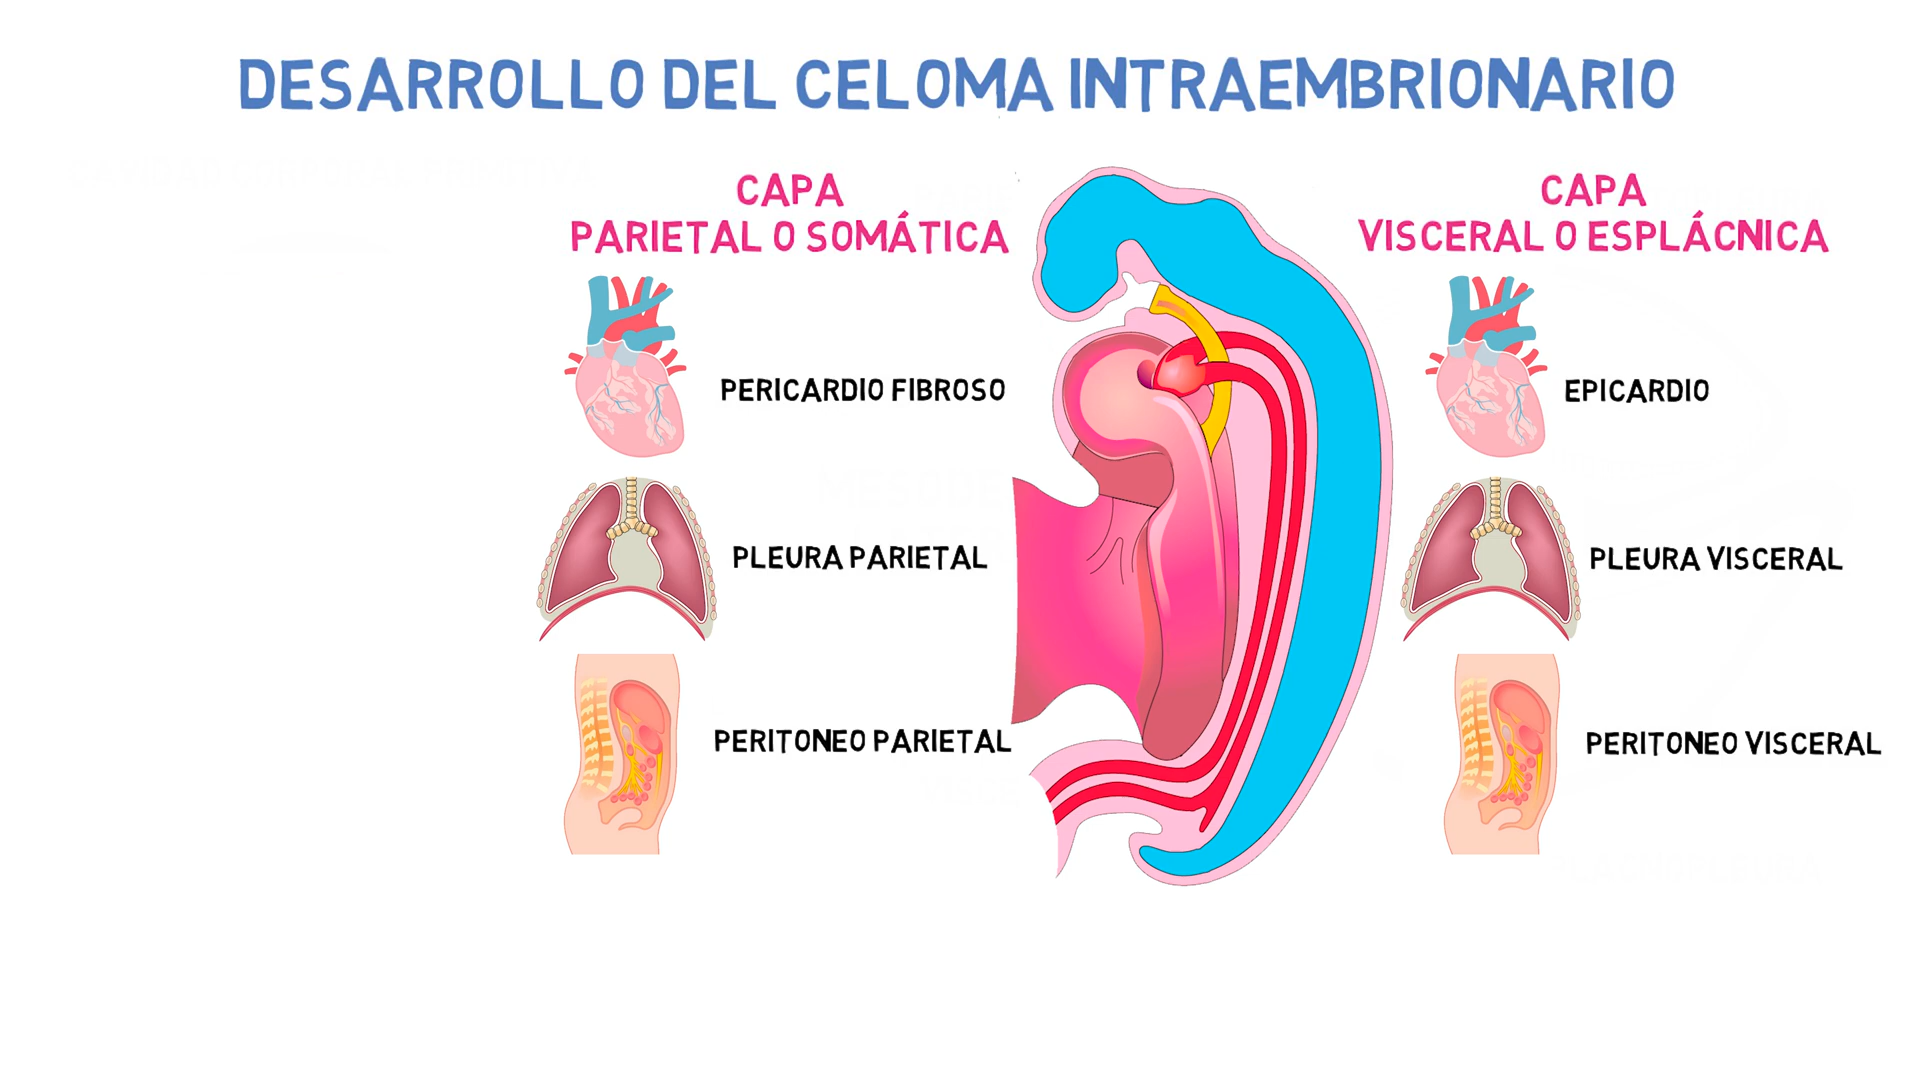 DESARROLLO DEL CELOMA INTRAEMBRIONARIO
CAPA
PARIETAL O SOMÁTICA
PERICARDIO FIBROSO
PLEURA PARIETAL
PERITONEO PARIETAL
CAPA
VISCERAL O ESPLÁCNICA
EPICARDIO
PLEURA VISCERAL
PERITONEO VISCERAL